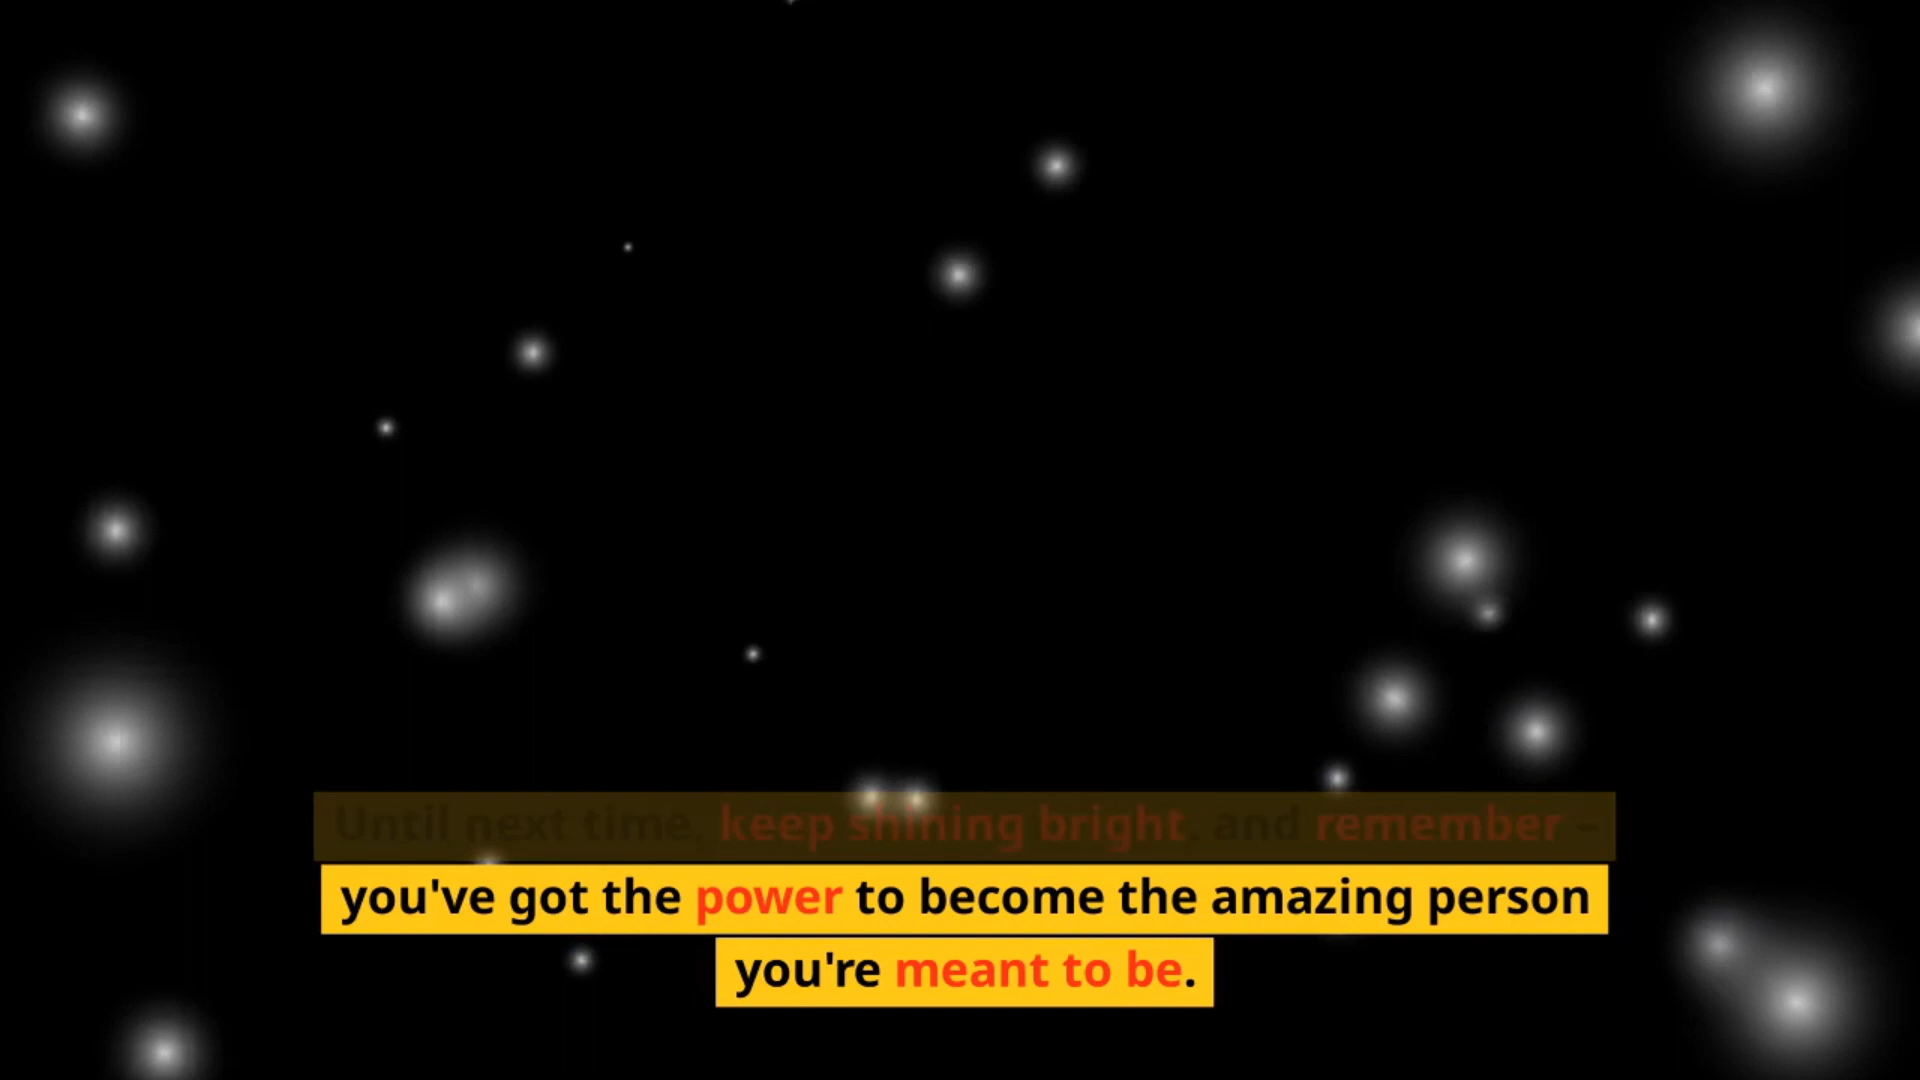 Until next time, keep shining bright, and remember –
you've got the power to become the amazing person
you're meant to be.